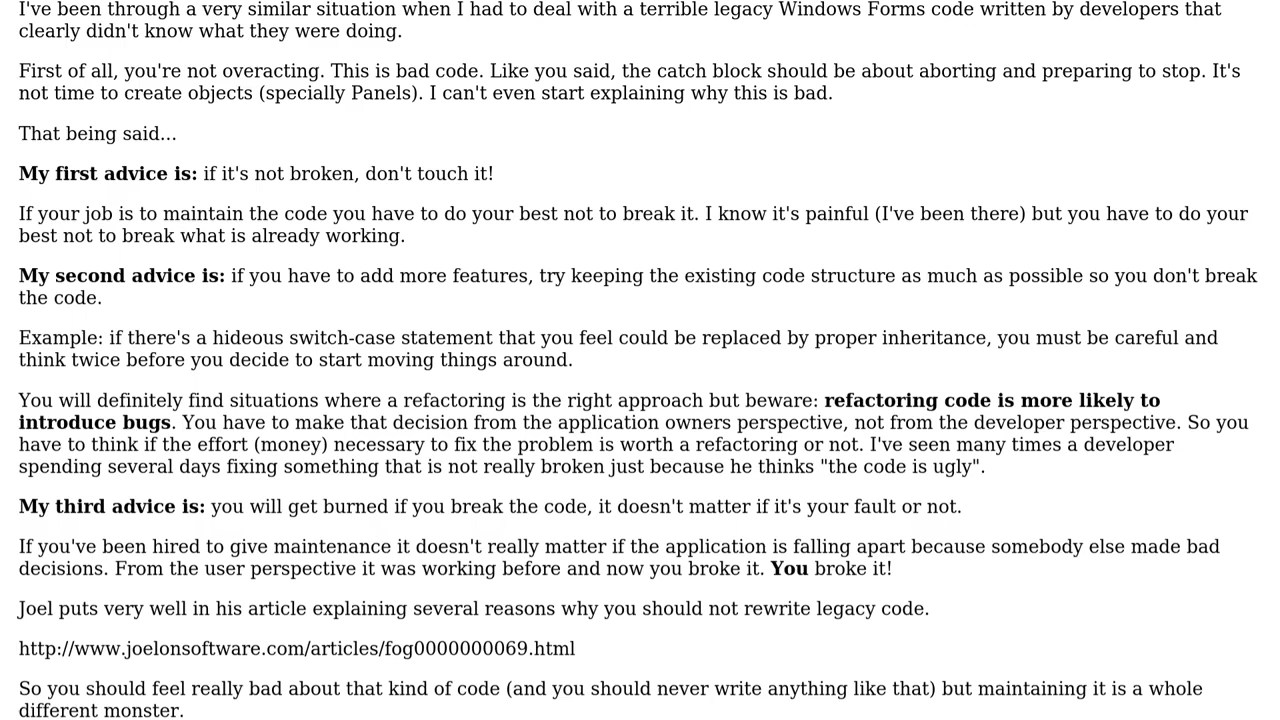 I've been through a very similar situation when I had to deal with a terrible legacy Windows Forms code written by developers that
clearly didn't know what they were doing.
First of all, you're not overacting. This is bad code. Like you said, the catch block should be about aborting and preparing to stop. It's
not time to create objects (specially Panels). I can't even start explaining why this is bad.
That being said...
My first advice is: if it's not broken, don't touch it!
If your job is to maintain the code you have to do your best not to break it. I know it's painful (I've been there) but you have to do your
best not to break what is already working.
My second advice is: if you have to add more features, try keeping the existing code structure as much as possible so you don't break
the code.
Example: if there's a hideous switch-case statement that you feel could be replaced by proper inheritance, you must be careful and
think twice before you decide to start moving things around.
You will definitely find situations where a refactoring is the right approach but beware: refactoring code is more likely to
introduce bugs. You have to make that decision from the application owners perspective, not from the developer perspective. So you
have to think if the effort (money) necessary to fix the problem is worth a refactoring or not. I've seen many times a developer
spending several days fixing something that is not really broken just because he thinks "the code is ugly".
My third advice is: you will get burned if you break the code, it doesn't matter if it's your fault or not.
If you've been hired to give maintenance it doesn't really matter if the application is falling apart because somebody else made bad
decisions. From the user perspective it was working before and now you broke it. You broke it!
Joel puts very well in his article explaining several reasons why you should not rewrite legacy code.
http://www.joelonsoftware.com/articles/fog0000000069.html
So you should feel really bad about that kind of code (and you should never write anything like that) but maintaining it is a whole
different monster.